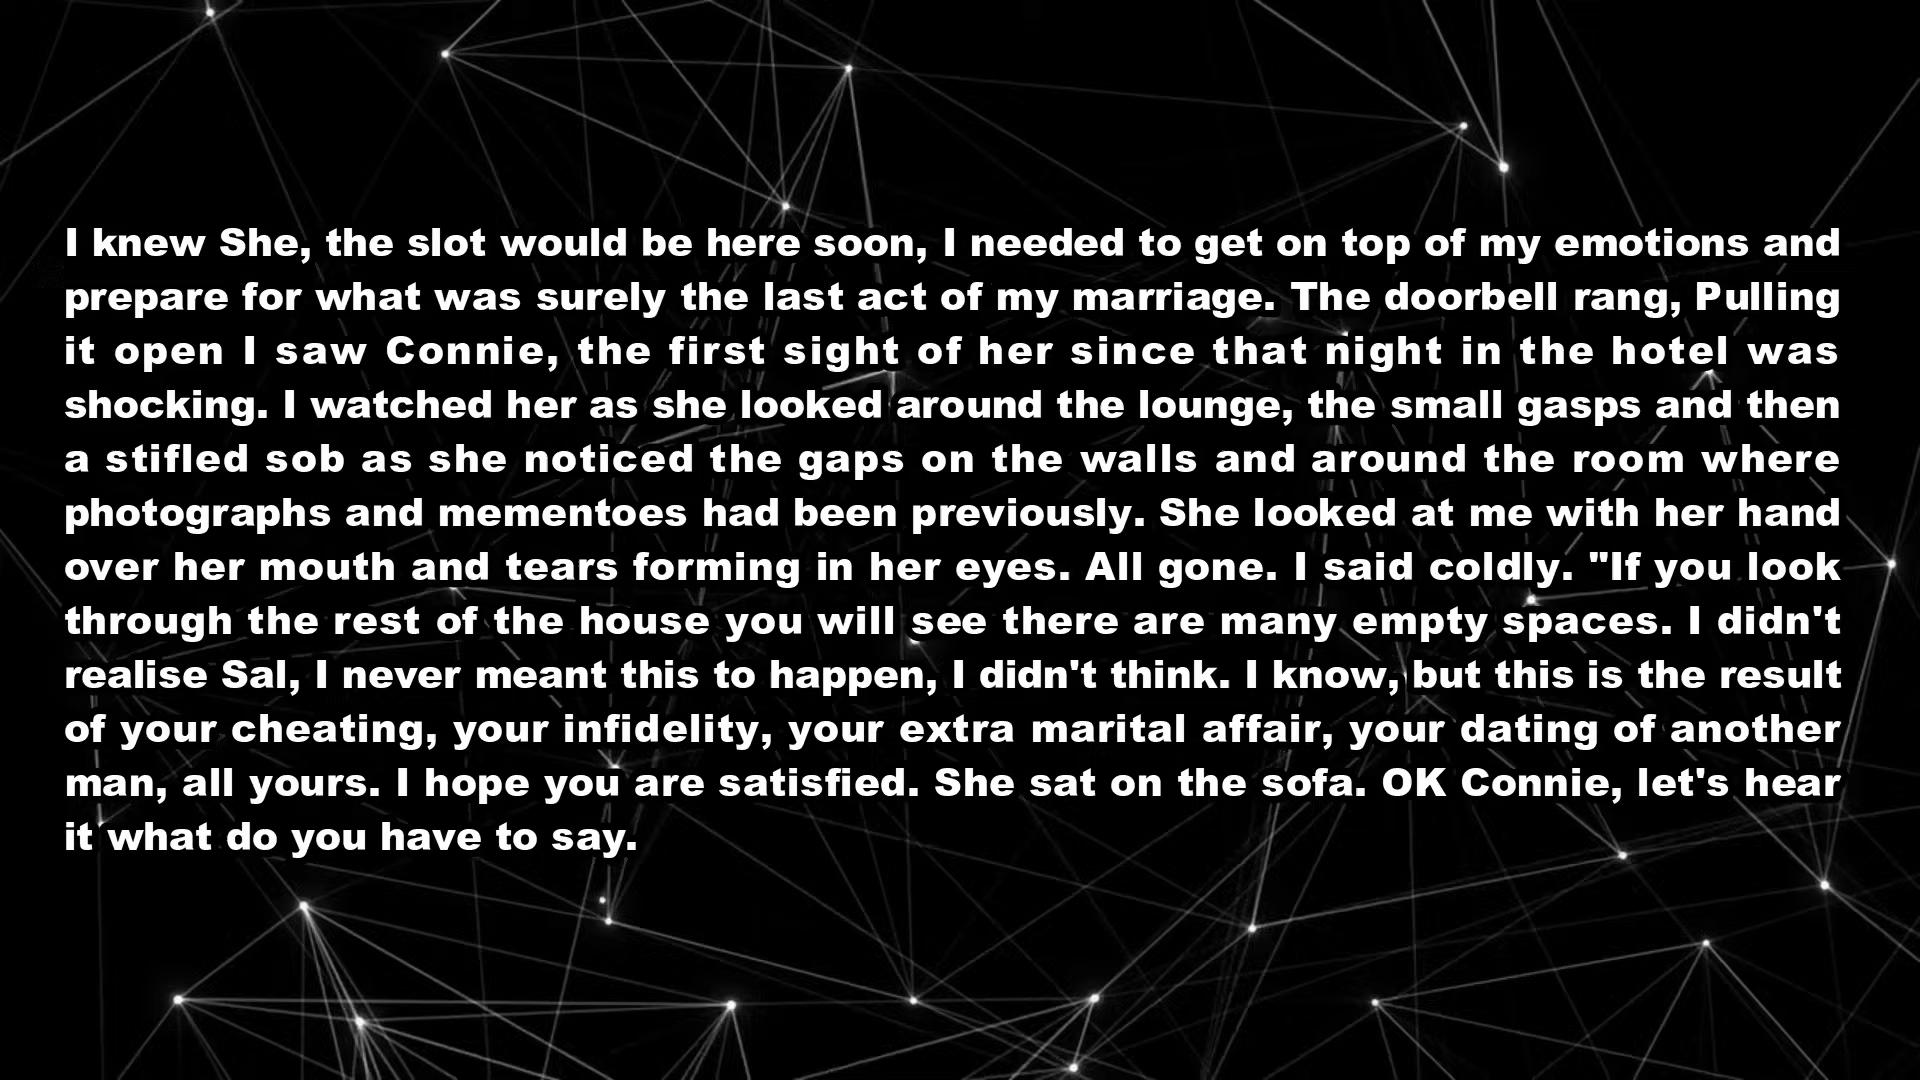 I knew She, the slot would be here soon, I needed to get on top of my emotions and
prepare for what was surely the last act of my marriage. The doorbell rang, Pulling
it open I saw Connie, the first sight of her since that night in the hotel was
shocking. I watched her as she looked around the lounge, the small gasps and then
a stifled sob as she noticed the gaps on the walls and around the room where
photographs and mementoes had been previously. She looked at me with her hand
over her mouth and tears forming in her eyes. All gone. I said coldly. "If you look
through the rest of the house you will see there are many empty spaces. I didn't
realise Sal, I never meant this to happen, I didn't think. I know, but this is the result
of your cheating, your infidelity, your extra marital affair, your dating of another
man, all yours. I hope you are satisfied. She sat on the sofa. OK Connie, let's hear
it what do you have to say.